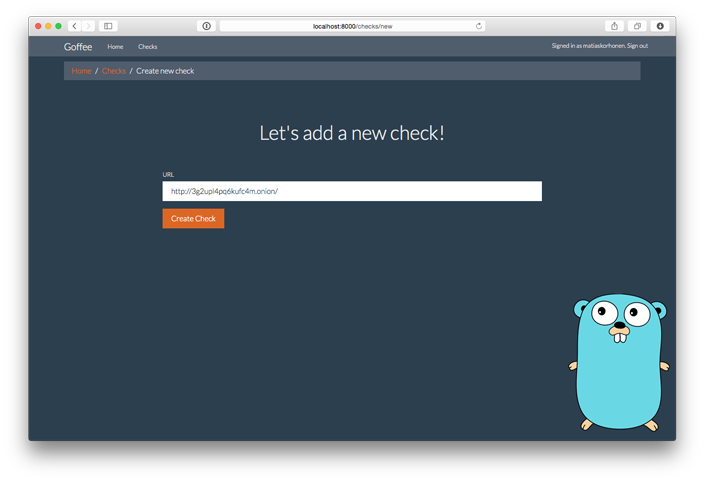 localhost:8000/checks/new
Goffee Home Checks Signed in as matiaskorhonen. Sign out
Home / Checks / Create new check
Let's add a new check!
URL
http://3g2upl4pq6kufc4m.onion/
Create Check